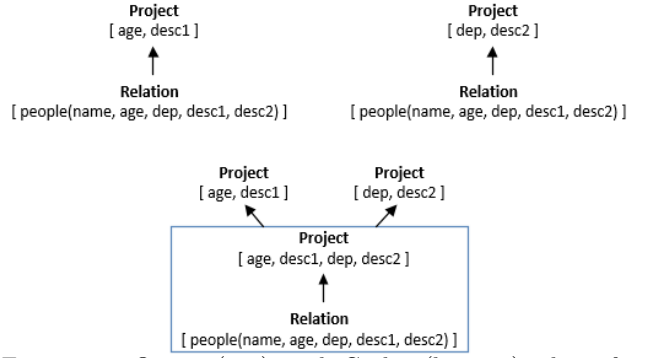 Project
[ age, desc1 ]
Relation
[ people(name, age, dep, desc1, desc2) ]
Project
[ dep, desc2 ]
Relation
[ people(name, age, dep, desc1, desc2) ]
Project
[ age, desc1 ]
Project
[ dep, desc2 ]
Project
[ age, desc1, dep, desc2 ]
Relation
[ people(name, age, dep, desc1, desc2) ]